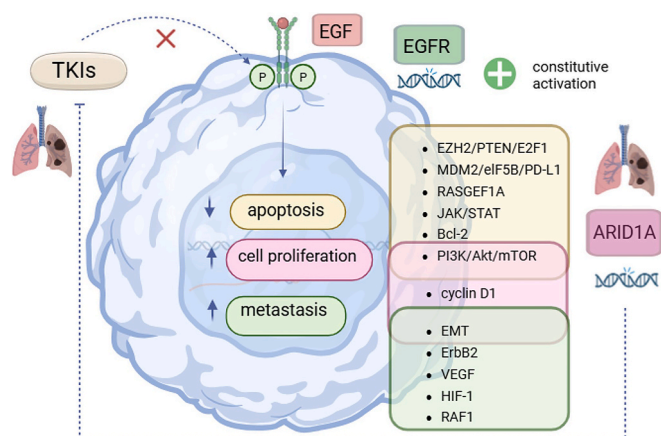 EGF
EGFR
TKIs
P P
constitutive
activation
EZH2/PTEN/E2F1
MDM2/elF5B/PD-L1
RASGEF1A
JAK/STAT
Bcl-2
PI3K/Akt/mTOR
cyclin D1
EMT
ErbB2
VEGF
HIF-1
RAF1
apoptosis
cell proliferation
metastasis
ARID1A